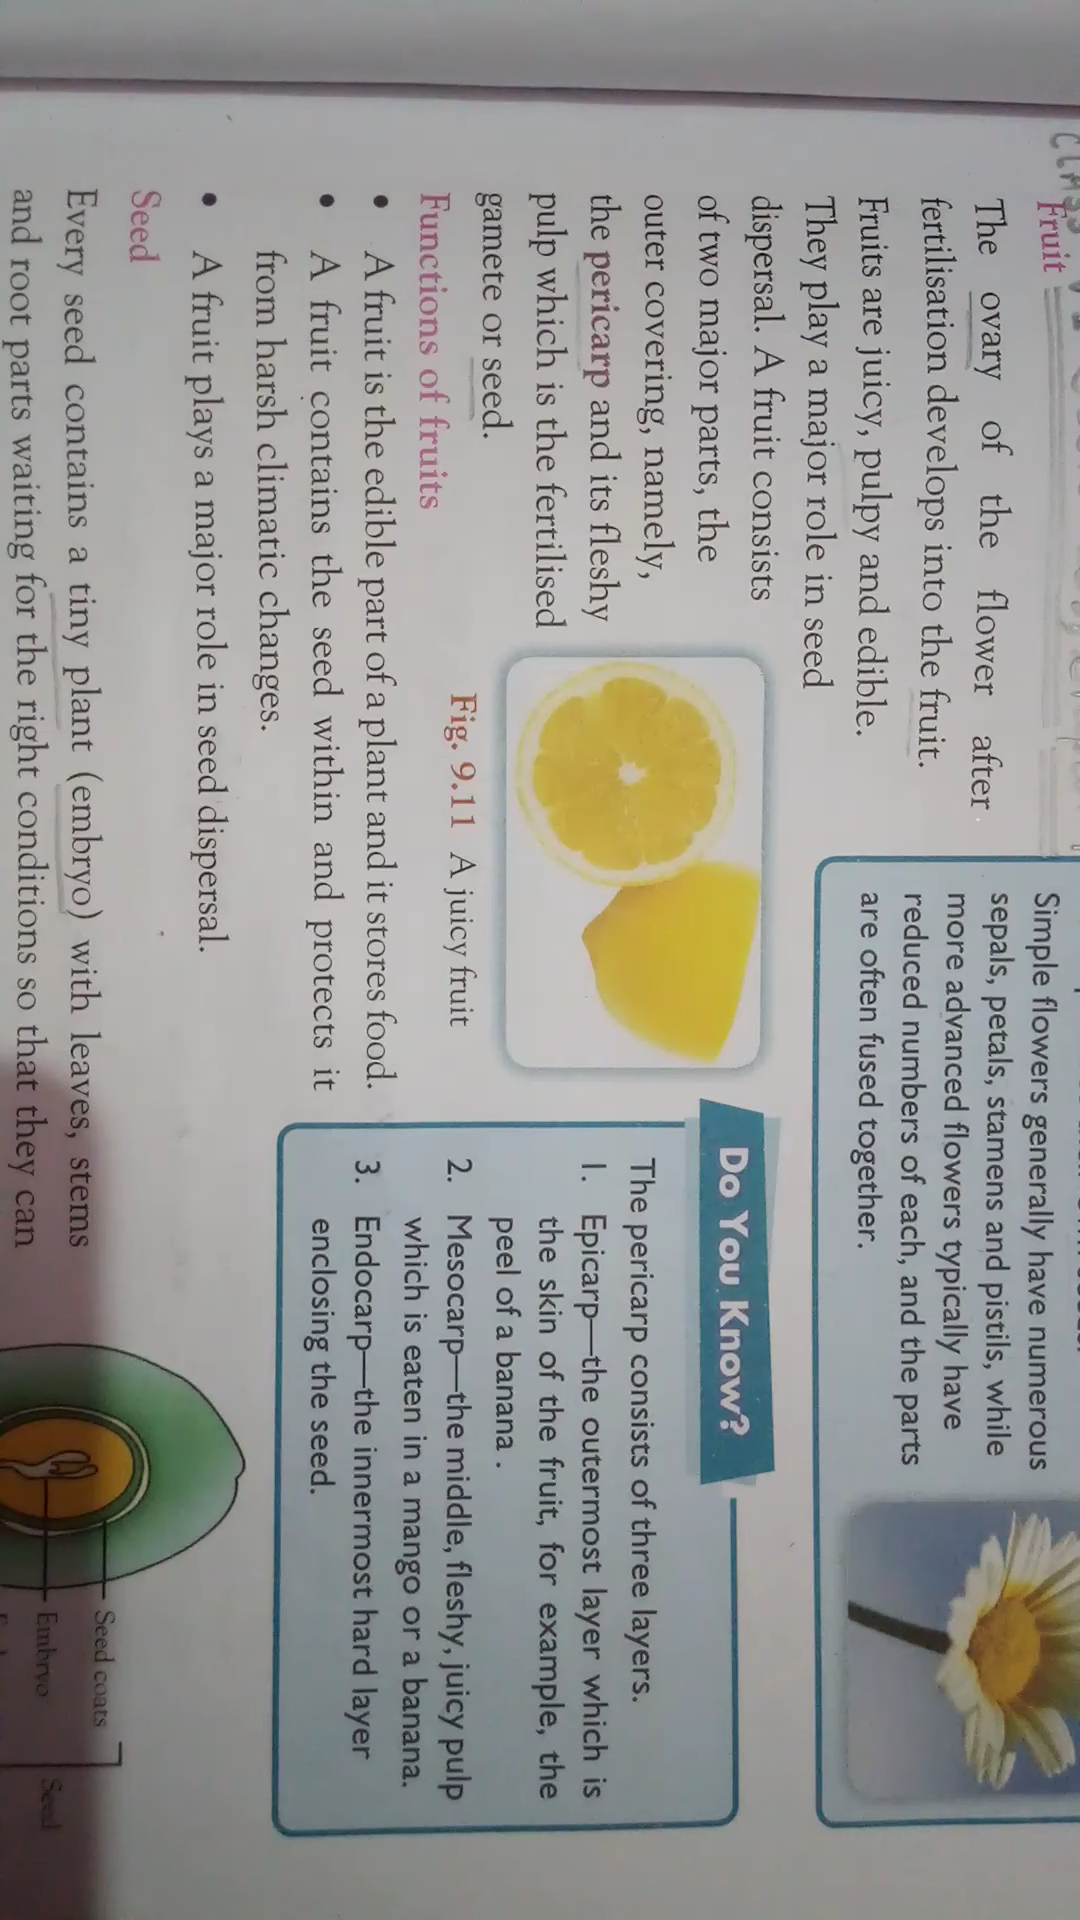 Fruit
The ovary of the flower after
fertilisation develops into the fruit.
Fruits are juicy, pulpy and edible.
They play a major role in seed
dispersal. A fruit consists
of two major parts, the
outer covering, namely,
the pericarp and its fleshy
pulp which is the fertilised
gamete or seed.
Fig. 9.11 A juicy fruit
Functions of fruits
• A fruit is the edible part of a plant and it stores food.
• A fruit contains the seed within and protects it
from harsh climatic changes.
• A fruit plays a major role in seed dispersal.
Seed
Every seed contains a tiny plant (embryo) with leaves, stems
and root parts waiting for the right conditions so that they can
Simple flowers generally have numerous
sepals, petals, stamens and pistils, while
more advanced flowers typically have
reduced numbers of each, and the parts
are often fused together.
Do You Know?
The pericarp consists of three layers.
1. Epicarp—the outermost layer which is
the skin of the fruit, for example, the
peel of a banana .
2. Mesocarp—the middle, fleshy, juicy pulp
which is eaten in a mango or a banana.
3. Endocarp—the innermost hard layer
enclosing the seed.
Seed coats
Embryo
Seed